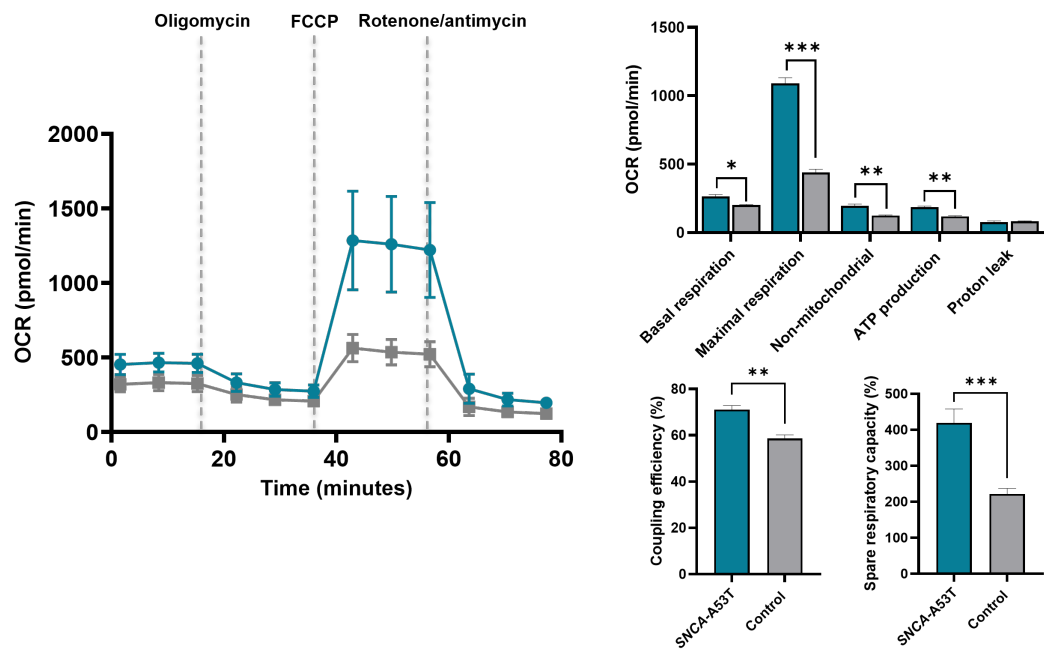 Oligomycin FCCP Rotenone/antimycin
OCR (pmol/min)
2000
1500
1000
500
0
0 20 40 60 80
Time (minutes)
OCR (pmol/min)
1500
1000
500
0
*
***
**
**
Basal respiration
Maximal respiration
Non-mitochondrial
ATP production
Proton leak
Coupling efficiency (%)
80
60
40
20
0
**
SNCA-A53T
Control
Spare respiratory capacity (%)
500
400
300
200
100
0
***
SNCA-A53T
Control